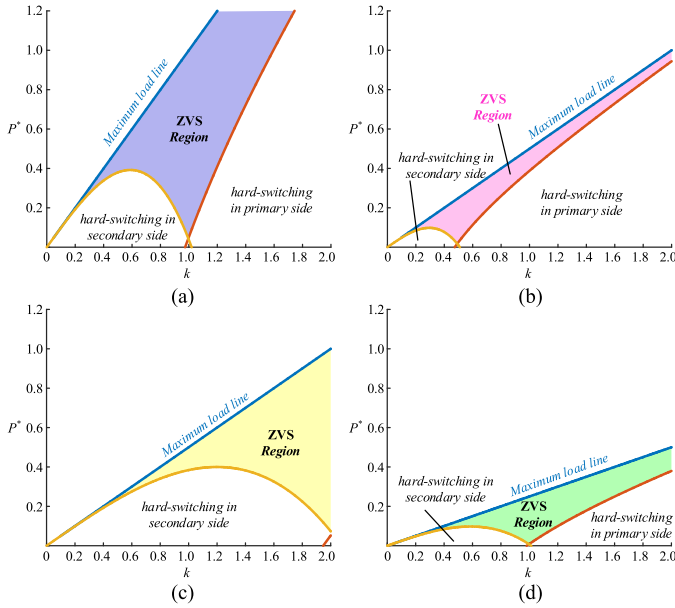 1.2
1.0
0.8
P*
0.6
0.4
0.2
Maximum load line
ZVS
Region
hard-switching in
secondary side
hard-switching
in primary side
0 0.2 0.4 0.6 0.8 1.0 1.2 1.4 1.6 1.8 2.0
k
(a)
1.2
1.0
0.8
P*
0.6
0.4
0.2
ZVS
Region
Maximum load line
hard-switching in
secondary side
hard-switching
in primary side
0 0.2 0.4 0.6 0.8 1.0 1.2 1.4 1.6 1.8 2.0
k
(b)
1.2
1.0
0.8
P*
0.6
0.4
0.2
Maximum load line
ZVS
Region
hard-switching in
secondary side
0 0.2 0.4 0.6 0.8 1.0 1.2 1.4 1.6 1.8 2.0
k
(c)
1.2
1.0
0.8
P*
0.6
0.4
0.2
hard-switching in
secondary side
Maximum load line
ZVS
Region
hard-switching
in primary side
0 0.2 0.4 0.6 0.8 1.0 1.2 1.4 1.6 1.8 2.0
k
(d)